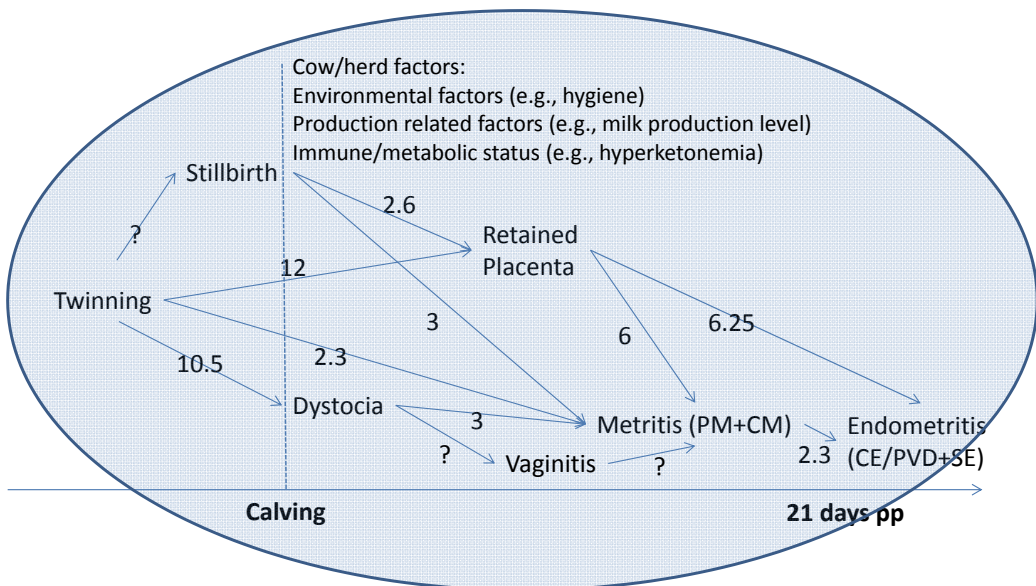 Cow/herd factors:
Environmental factors (e.g., hygiene)
Production related factors (e.g., milk production level)
Immune/metabolic status (e.g., hyperketonemia)
Stillbirth
2.6
?
Retained
Placenta
12
Twinning
3
6
6.25
10.5
2.3
Dystocia
3
Metritis (PM+CM)
Endometritis
(CE/PVD+SE)
?
Vaginitis
?
2.3
Calving
21 days pp